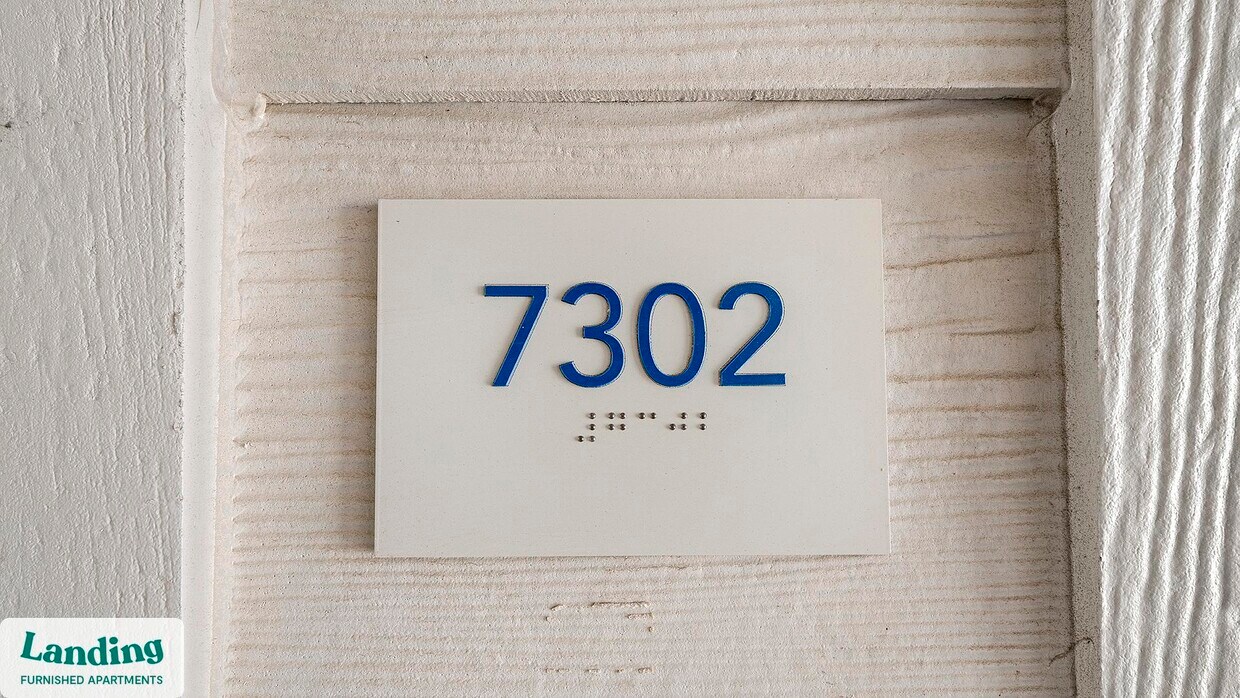 7302
⠼⠛⠉⠚⠃
Landing
FURNISHED APARTMENTS